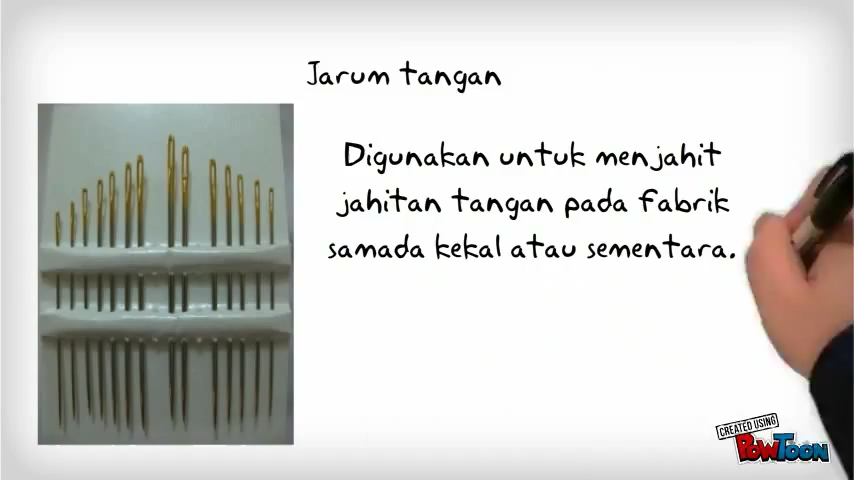 Jarum tangan
Digunakan untuk menjahit
jahitan tangan pada fabrik
samada kekal atau sementara.
CREATED USING
POWTOON